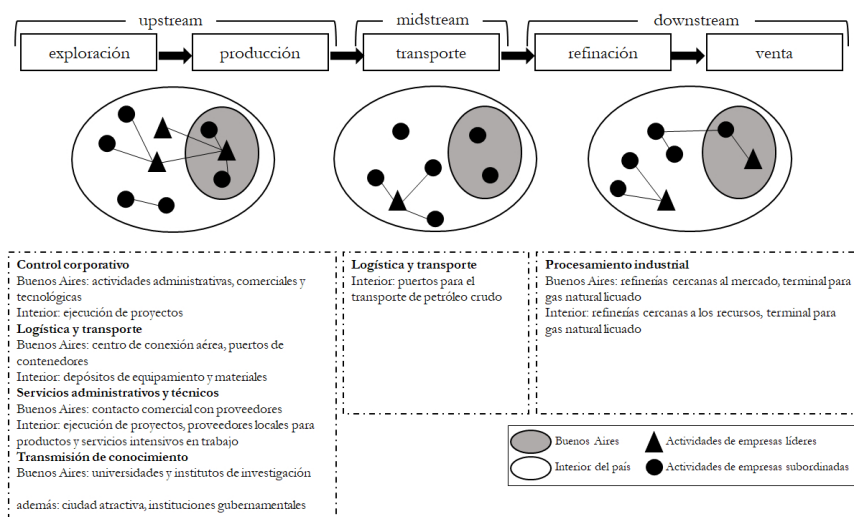 upstream
midstream
downstream
exploración
producción
transporte
refinación
venta
Control corporativo
Buenos Aires: actividades administrativas, comerciales y
tecnológicas
Interior: ejecución de proyectos
Logística y transporte
Buenos Aires: centro de conexión aérea, puertos de
contenedores
Interior: depósitos de equipamiento y materiales
Servicios administrativos y técnicos
Buenos Aires: contacto comercial con proveedores
Interior: ejecución de proyectos, proveedores locales para
productos y servicios intensivos en trabajo
Transmisión de conocimiento
Buenos Aires: universidades y institutos de investigación
además: ciudad atractiva, instituciones gubernamentales
Logística y transporte
Interior: puertos para el
transporte de petróleo crudo
Procesamiento industrial
Buenos Aires: refinerías cercanas al mercado, terminal para
gas natural licuado
Interior: refinerías cercanas a los recursos, terminal para
gas natural licuado
Buenos Aires
Actividades de empresas líderes
Interior del país
Actividades de empresas subordinadas